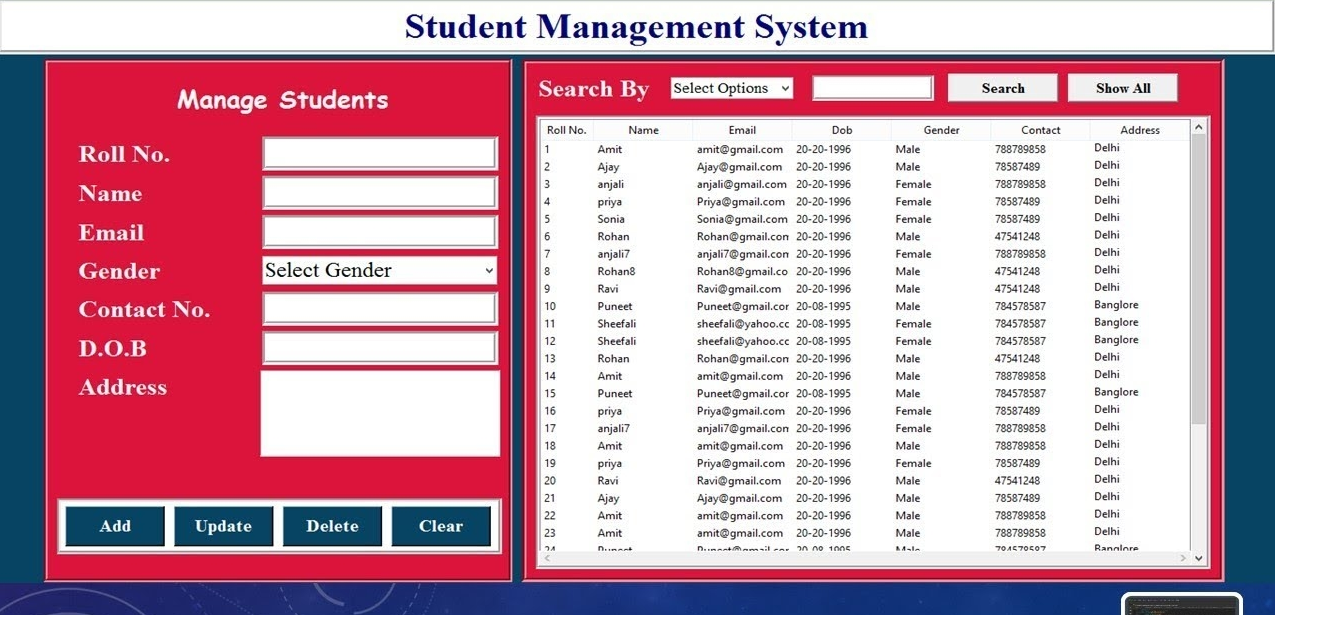 Student Management System
Manage Students
Roll No.
Name
Email
Gender Select Gender
Contact No.
D.O.B
Address
Add Update Delete Clear
Search By Select Options Search Show All
Roll No. Name Email Dob Gender Contact Address
1 Amit amit@gmail.com 20-20-1996 Male 788789858 Delhi
2 Ajay Ajay@gmail.com 20-20-1996 Male 78587489 Delhi
3 anjali anjali@gmail.com 20-20-1996 Female 788789858 Delhi
4 priya Priya@gmail.com 20-20-1996 Female 78587489 Delhi
5 Sonia Sonia@gmail.com 20-20-1996 Female 78587489 Delhi
6 Rohan Rohan@gmail.com 20-20-1996 Male 47541248 Delhi
7 anjali7 anjali7@gmail.com 20-20-1996 Female 788789858 Delhi
8 Rohan8 Rohan8@gmail.co 20-20-1996 Male 47541248 Delhi
9 Ravi Ravi@gmail.com 20-20-1996 Male 47541248 Delhi
10 Puneet Puneet@gmail.cor 20-08-1995 Male 784578587 Banglore
11 Sheefali sheefali@yahoo.cc 20-08-1995 Female 784578587 Banglore
12 Sheefali sheefali@yahoo.cc 20-08-1995 Female 784578587 Banglore
13 Rohan Rohan@gmail.com 20-20-1996 Male 47541248 Delhi
14 Amit amit@gmail.com 20-20-1996 Male 788789858 Delhi
15 Puneet Puneet@gmail.cor 20-08-1995 Male 784578587 Banglore
16 priya Priya@gmail.com 20-20-1996 Female 78587489 Delhi
17 anjali7 anjali7@gmail.com 20-20-1996 Female 788789858 Delhi
18 Amit amit@gmail.com 20-20-1996 Male 788789858 Delhi
19 priya Priya@gmail.com 20-20-1996 Female 78587489 Delhi
20 Ravi Ravi@gmail.com 20-20-1996 Male 47541248 Delhi
21 Ajay Ajay@gmail.com 20-20-1996 Male 78587489 Delhi
22 Amit amit@gmail.com 20-20-1996 Male 788789858 Delhi
23 Amit amit@gmail.com 20-20-1996 Male 788789858 Delhi
24 Puneet Puneet@gmail.cor 20-08-1995 Male 784578587 Banglore